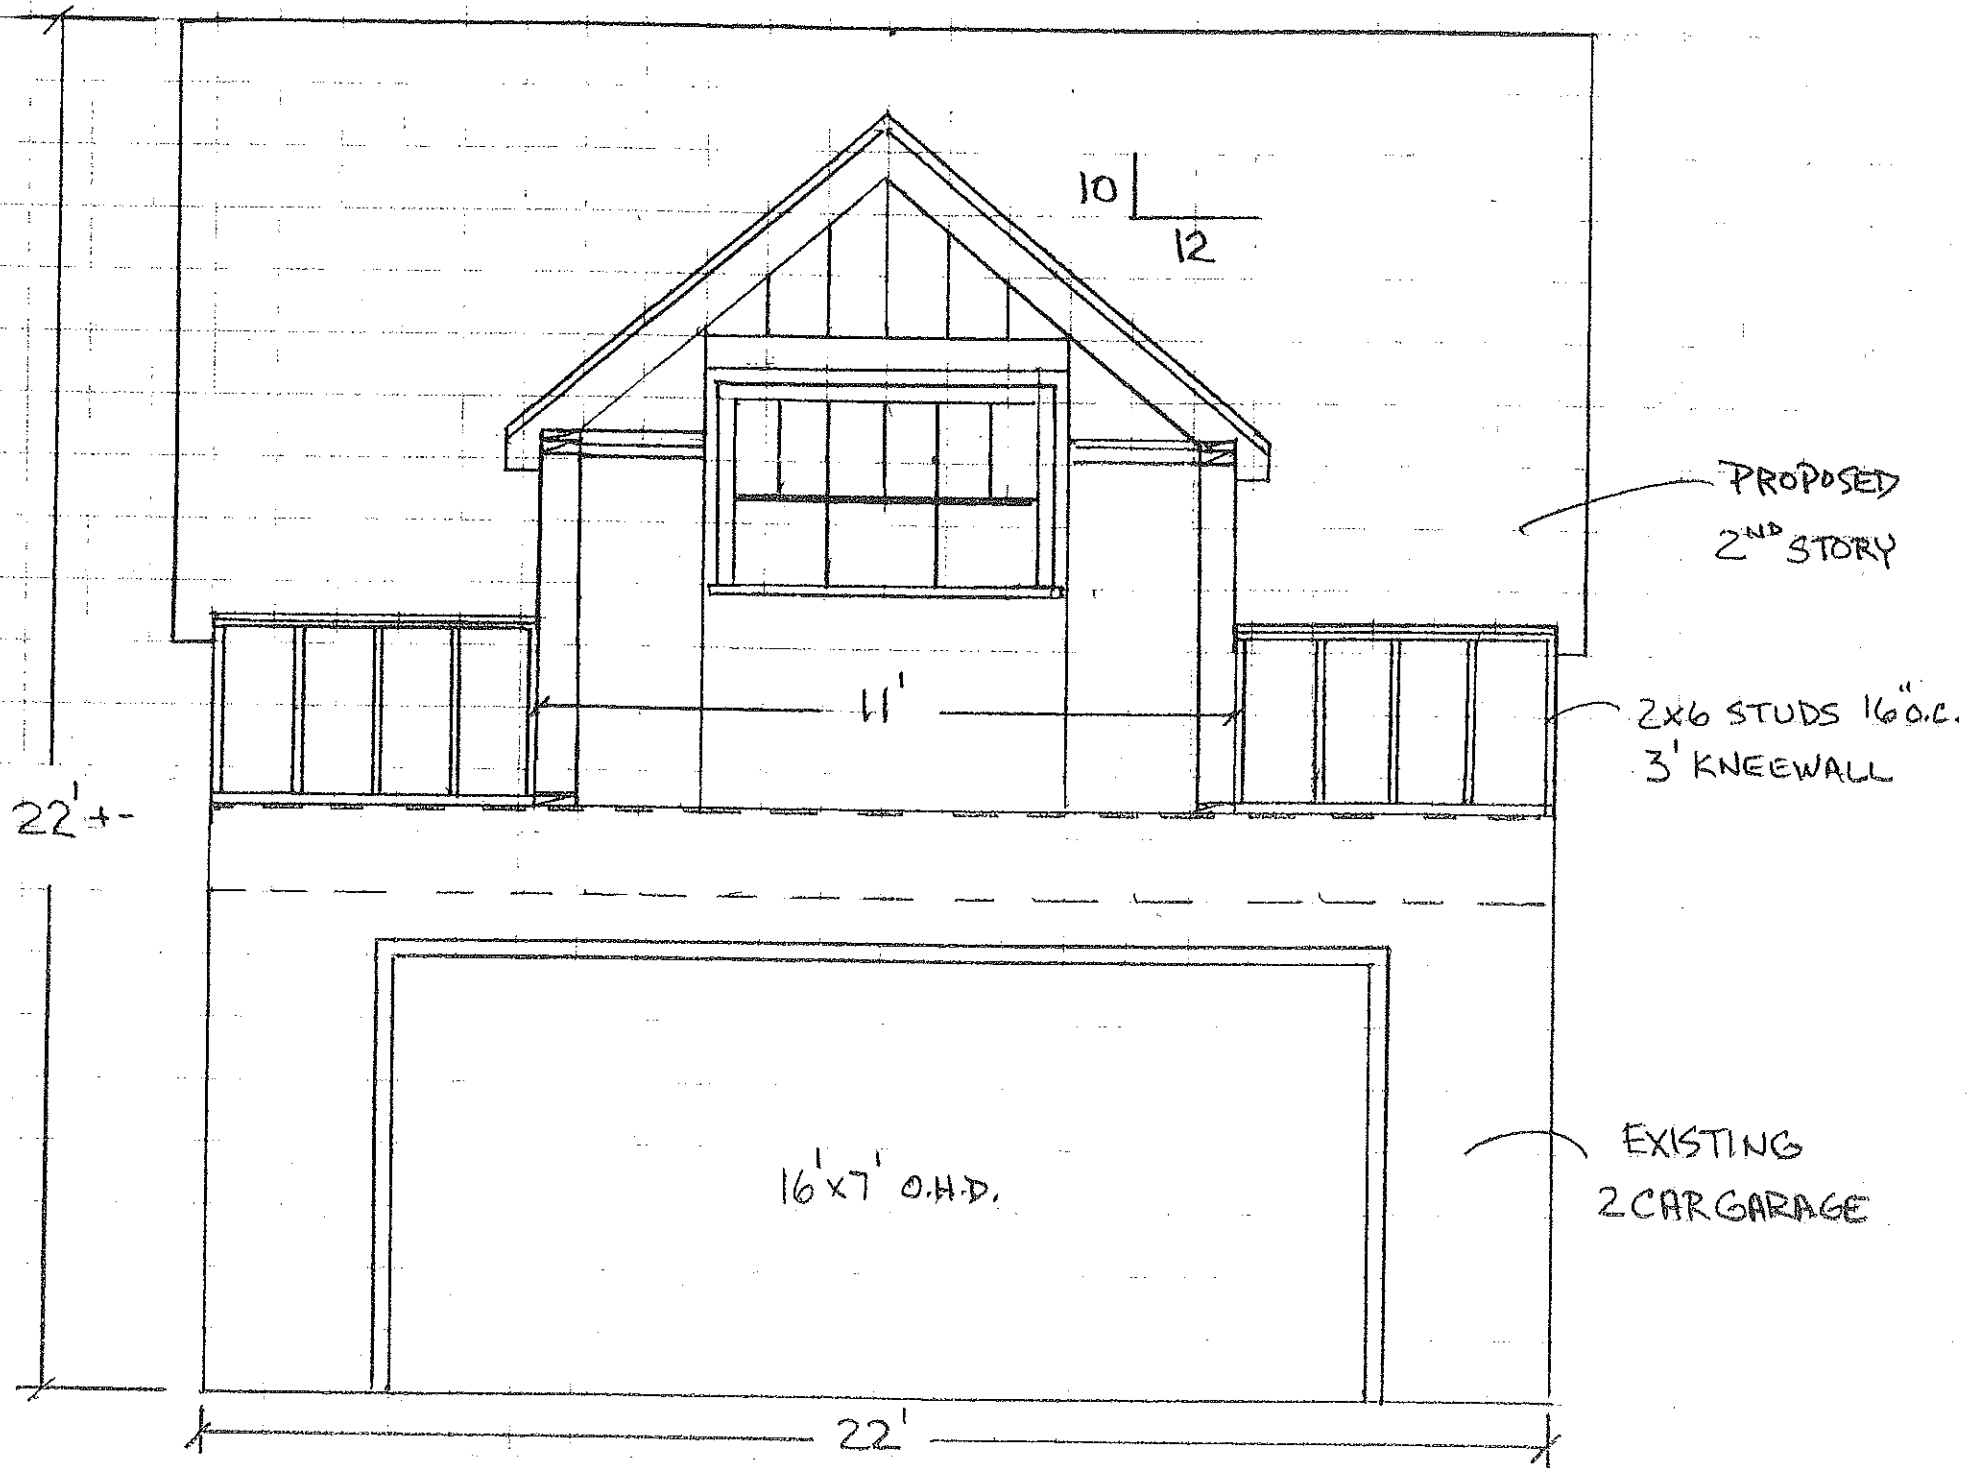 10
12
PROPOSED
2ND STORY
11'
2X6 STUDS 16" O.C.
3' KNEEWALL
22' +-
EXISTING
2 CAR GARAGE
16'X7' O.H.D.
22'